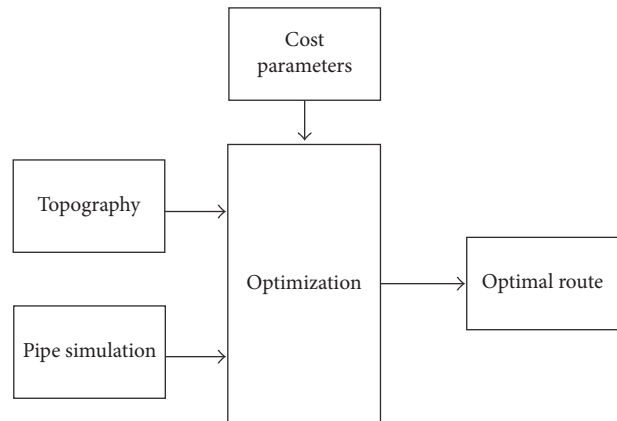 Cost
parameters
Topography
Optimization
Optimal route
Pipe simulation